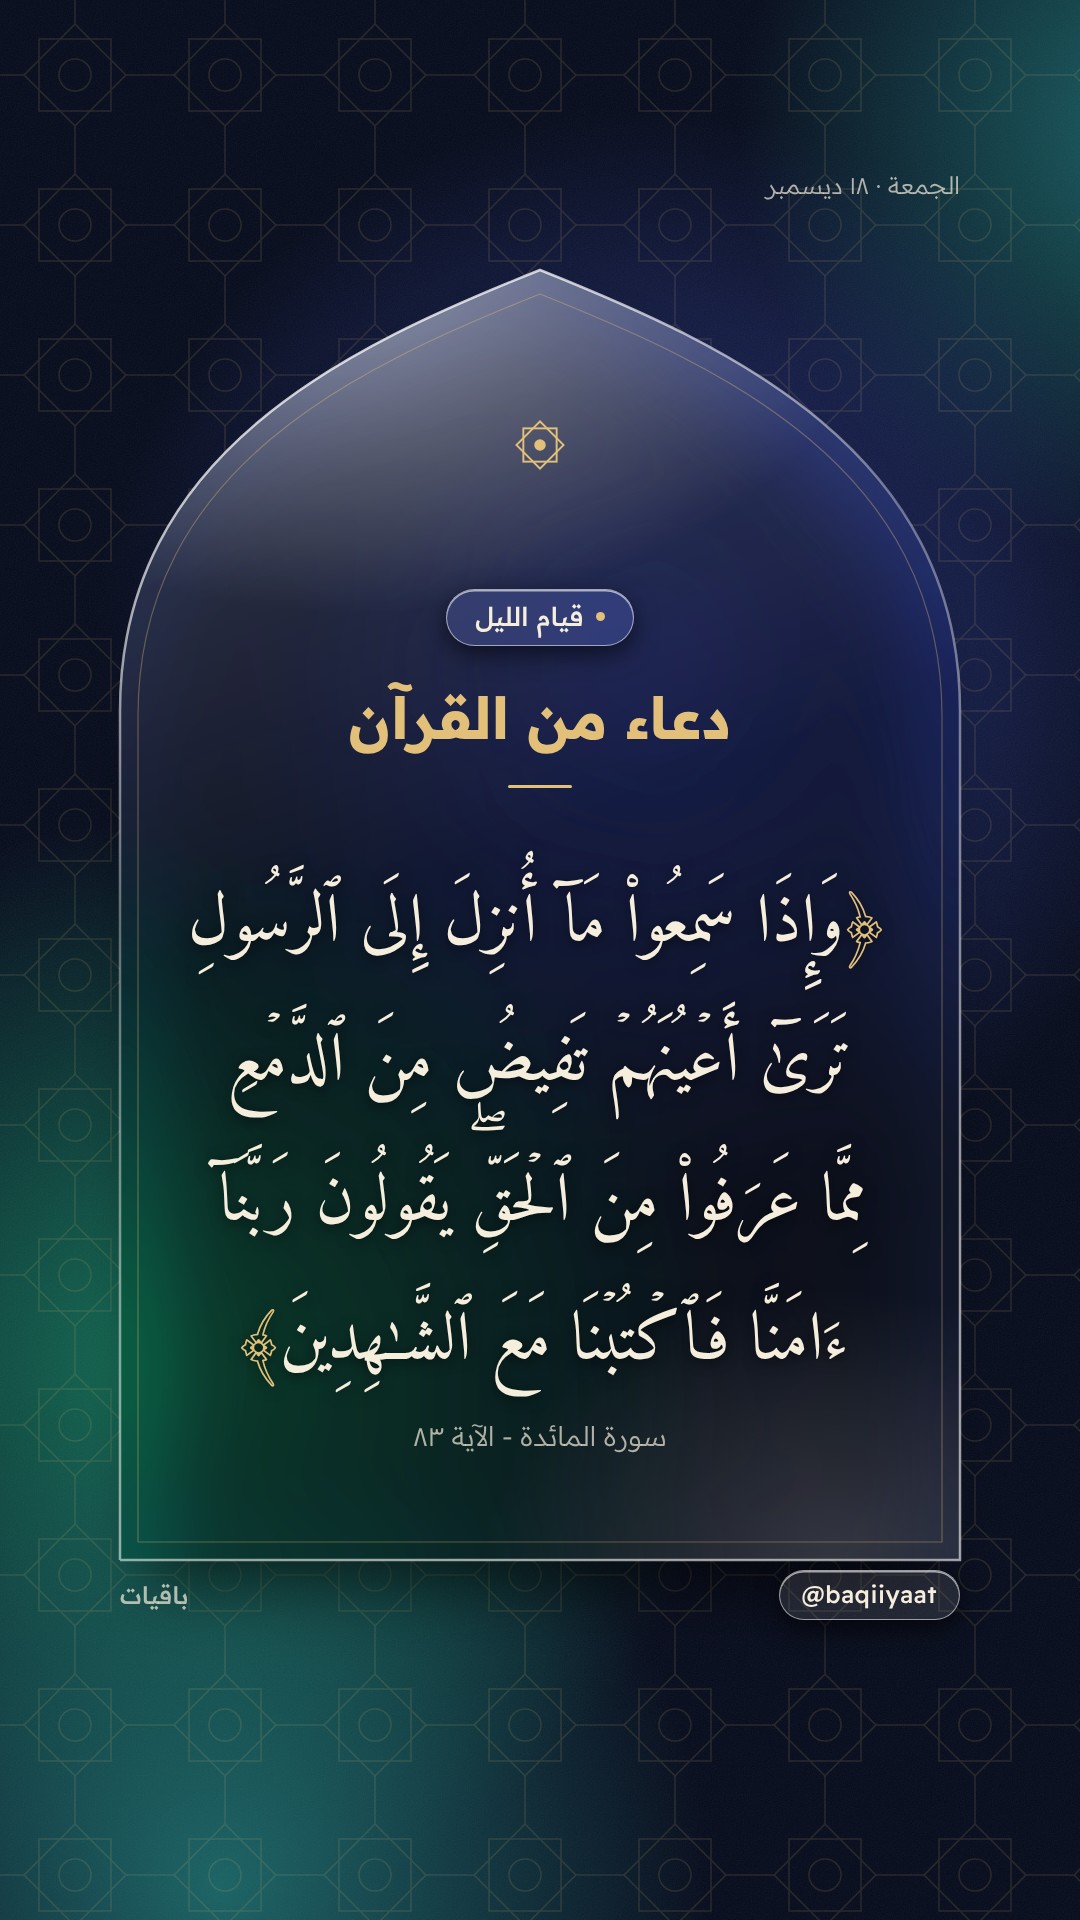 الجمعة · ١٨ ديسمبر
• قيام الليل
دعاء من القرآن
﴿وَإِذَا سَمِعُوا۟ مَآ أُنزِلَ إِلَى ٱلرَّسُولِ
تَرَىٰٓ أَعۡيُنَهُمۡ تَفِيضُ مِنَ ٱلدَّمۡعِ
مِمَّا عَرَفُوا۟ مِنَ ٱلۡحَقِّۖ يَقُولُونَ رَبَّنَآ
ءَامَنَّا فَٱكۡتُبۡنَا مَعَ ٱلشَّـٰهِدِينَ﴾
سورة المائدة - الآية ٨٣
@baqiiyaat
باقيات